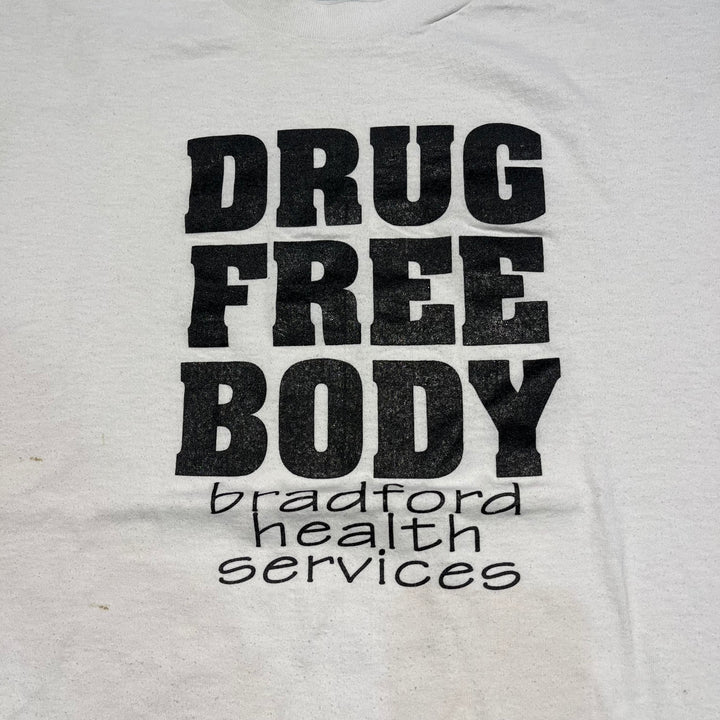 DRUG
FREE
BODY
bradford
health
services